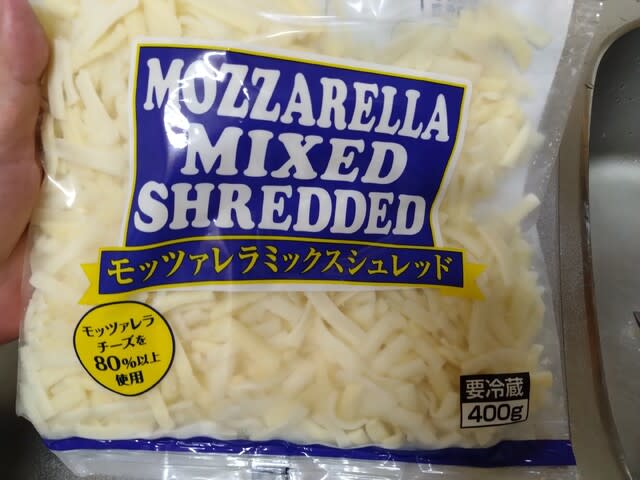 MOZZARELLA
MIXED
SHREDDED
モッツァレラミックスシュレッド
モッツァレラ
チーズを
80%以上
使用
要冷蔵
400g